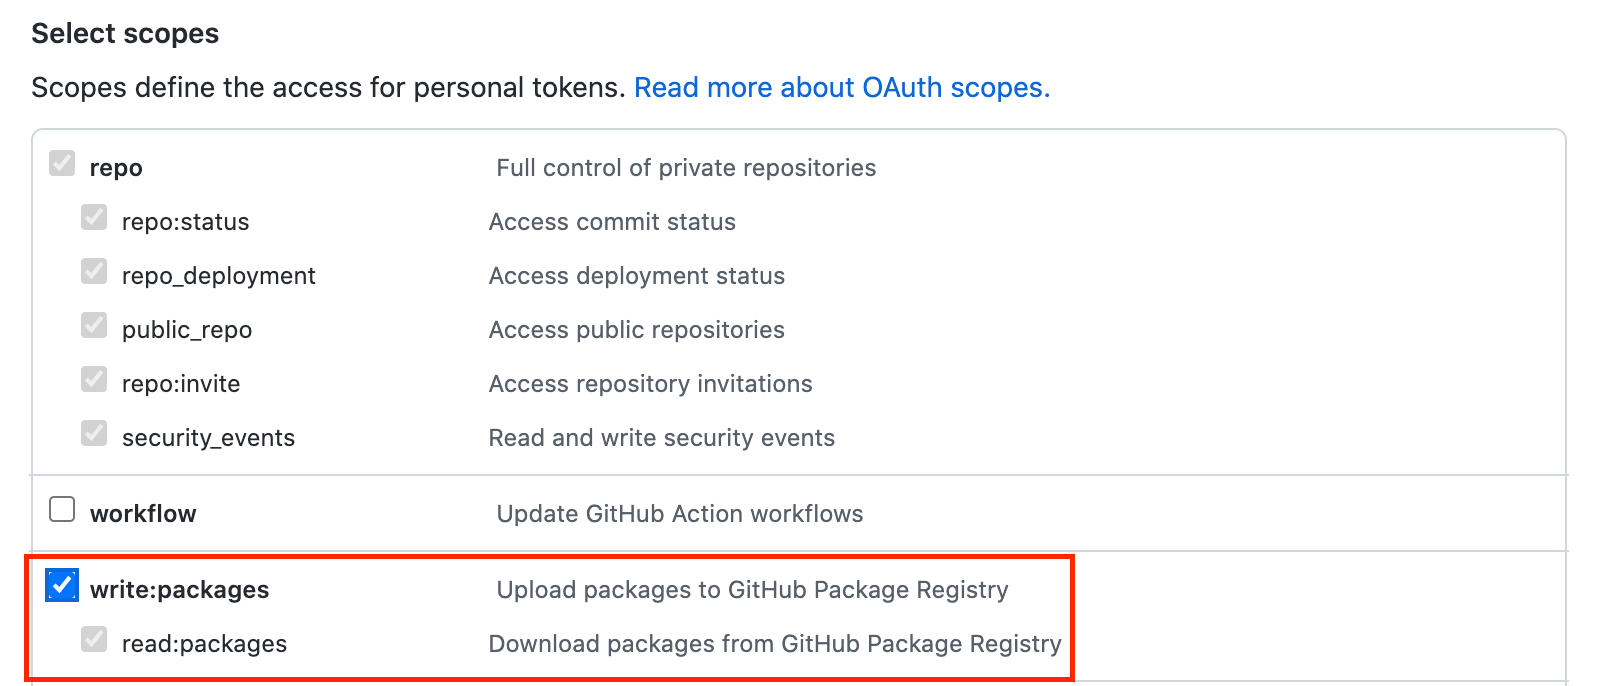 Select scopes
Scopes define the access for personal tokens. Read more about OAuth scopes.
repo Full control of private repositories
repo:status Access commit status
repo_deployment Access deployment status
public_repo Access public repositories
repo:invite Access repository invitations
security_events Read and write security events
workflow Update GitHub Action workflows
write:packages Upload packages to GitHub Package Registry
read:packages Download packages from GitHub Package Registry